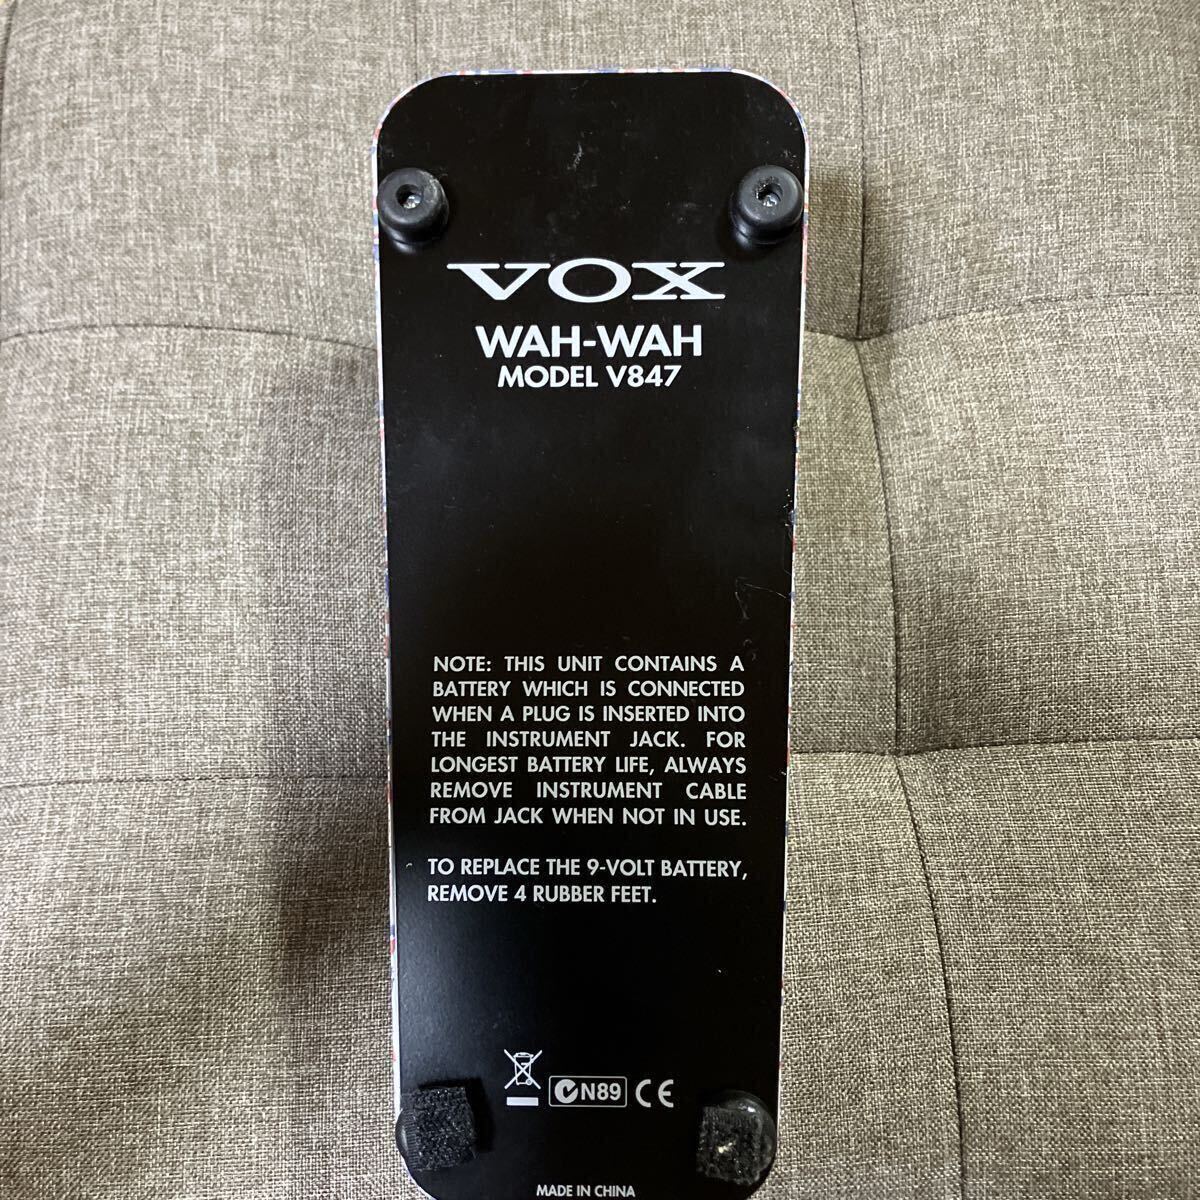 VOX
WAH-WAH
MODEL V847
NOTE: THIS UNIT CONTAINS A
BATTERY WHICH IS CONNECTED
WHEN A PLUG IS INSERTED INTO
THE INSTRUMENT JACK. FOR
LONGEST BATTERY LIFE, ALWAYS
REMOVE INSTRUMENT CABLE
FROM JACK WHEN NOT IN USE.
TO REPLACE THE 9-VOLT BATTERY,
REMOVE 4 RUBBER FEET.
N89 CE
MADE IN CHINA